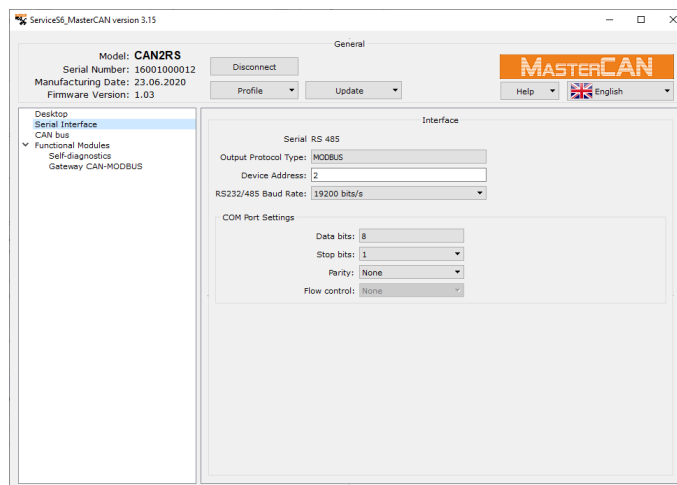 ServiceS6_MasterCAN version 3.15
General
Model: CAN2RS
Serial Number: 16001000012
Manufacturing Date: 23.06.2020
Firmware Version: 1.03
Disconnect
Profile
Update
MASTERCAN
Help
English
Desktop
Serial Interface
CAN bus
Functional Modules
Self-diagnostics
Gateway CAN-MODBUS
Interface
Serial RS 485
Output Protocol Type: MODBUS
Device Address: 2
RS232/485 Baud Rate: 19200 bits/s
COM Port Settings
Data bits: 8
Stop bits: 1
Parity: None
Flow control: None